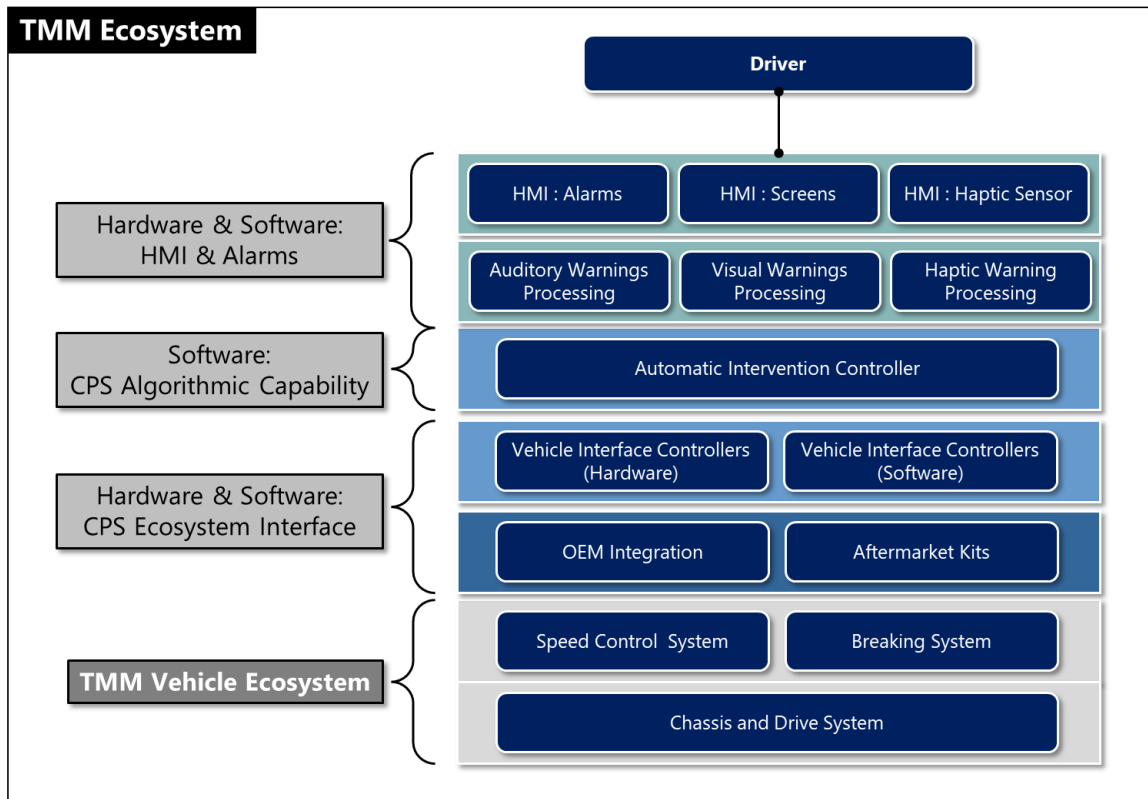 TMM Ecosystem
Driver
HMI : Alarms
HMI : Screens
HMI : Haptic Sensor
Hardware & Software:
HMI & Alarms
Auditory Warnings
Processing
Visual Warnings
Processing
Haptic Warning
Processing
Software:
CPS Algorithmic Capability
Automatic Intervention Controller
Hardware & Software:
CPS Ecosystem Interface
Vehicle Interface Controllers
(Hardware)
Vehicle Interface Controllers
(Software)
OEM Integration
Aftermarket Kits
TMM Vehicle Ecosystem
Speed Control System
Breaking System
Chassis and Drive System